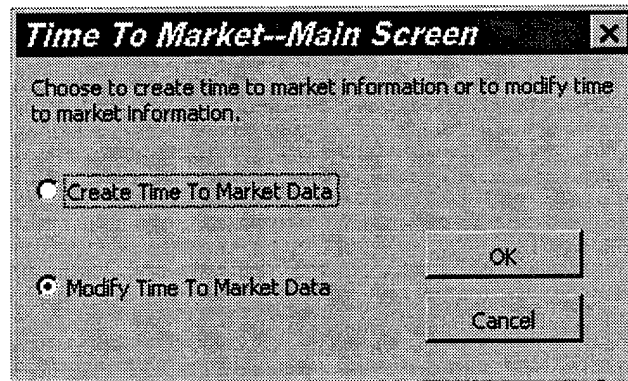 Time To Market--Main Screen
Choose to create time to market information or to modify time
to market information.
Create Time To Market Data
OK
Modify Time To Market Data
Cancel